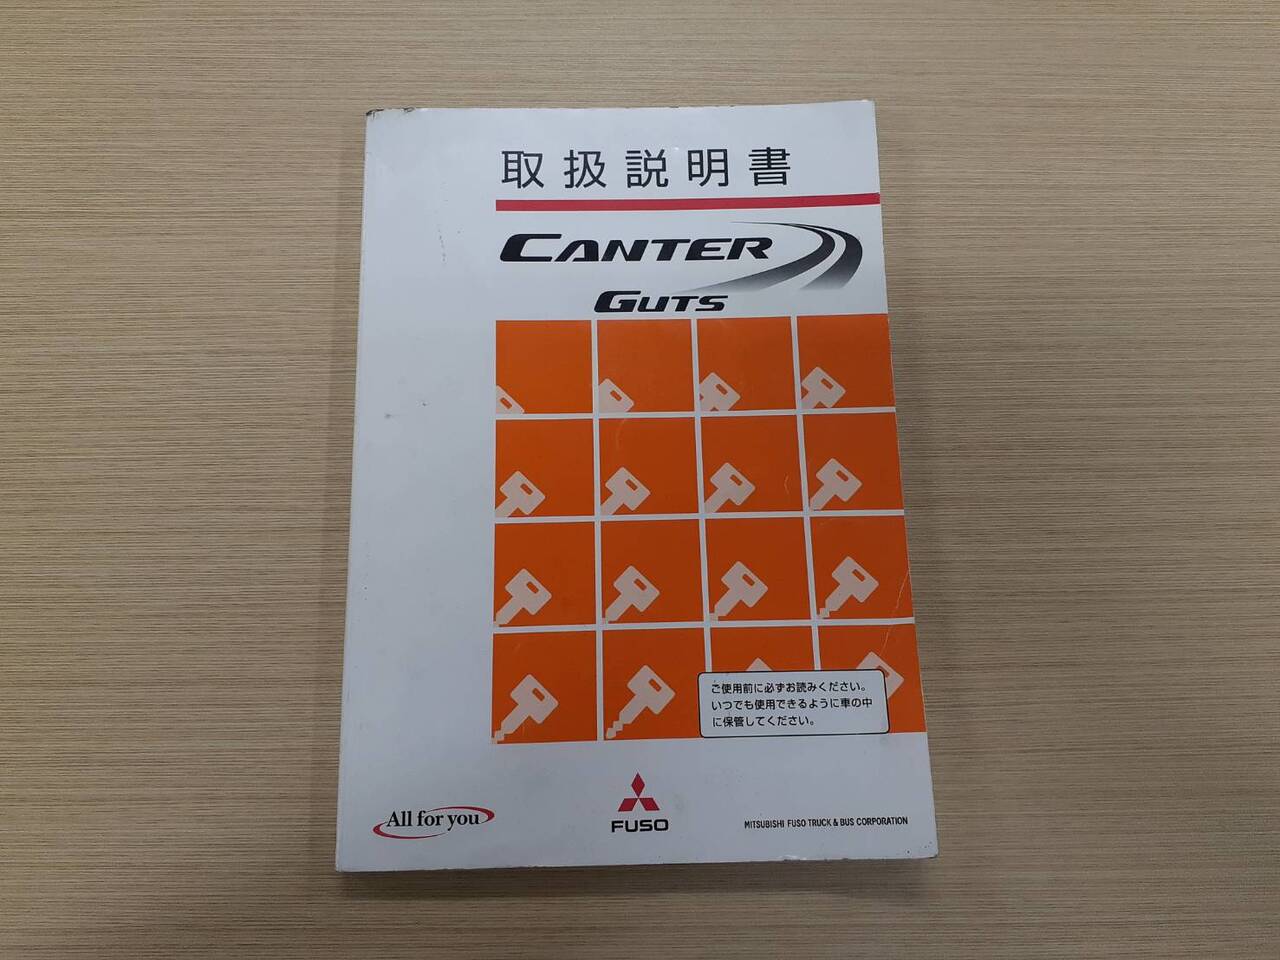 取扱説明書
CANTER
GUTS
ご使用前に必ずお読みください。
いつでも使用できるように車の中
に保管してください。
All for you
FUSO
MITSUBISHI FUSO TRUCK & BUS CORPORATION